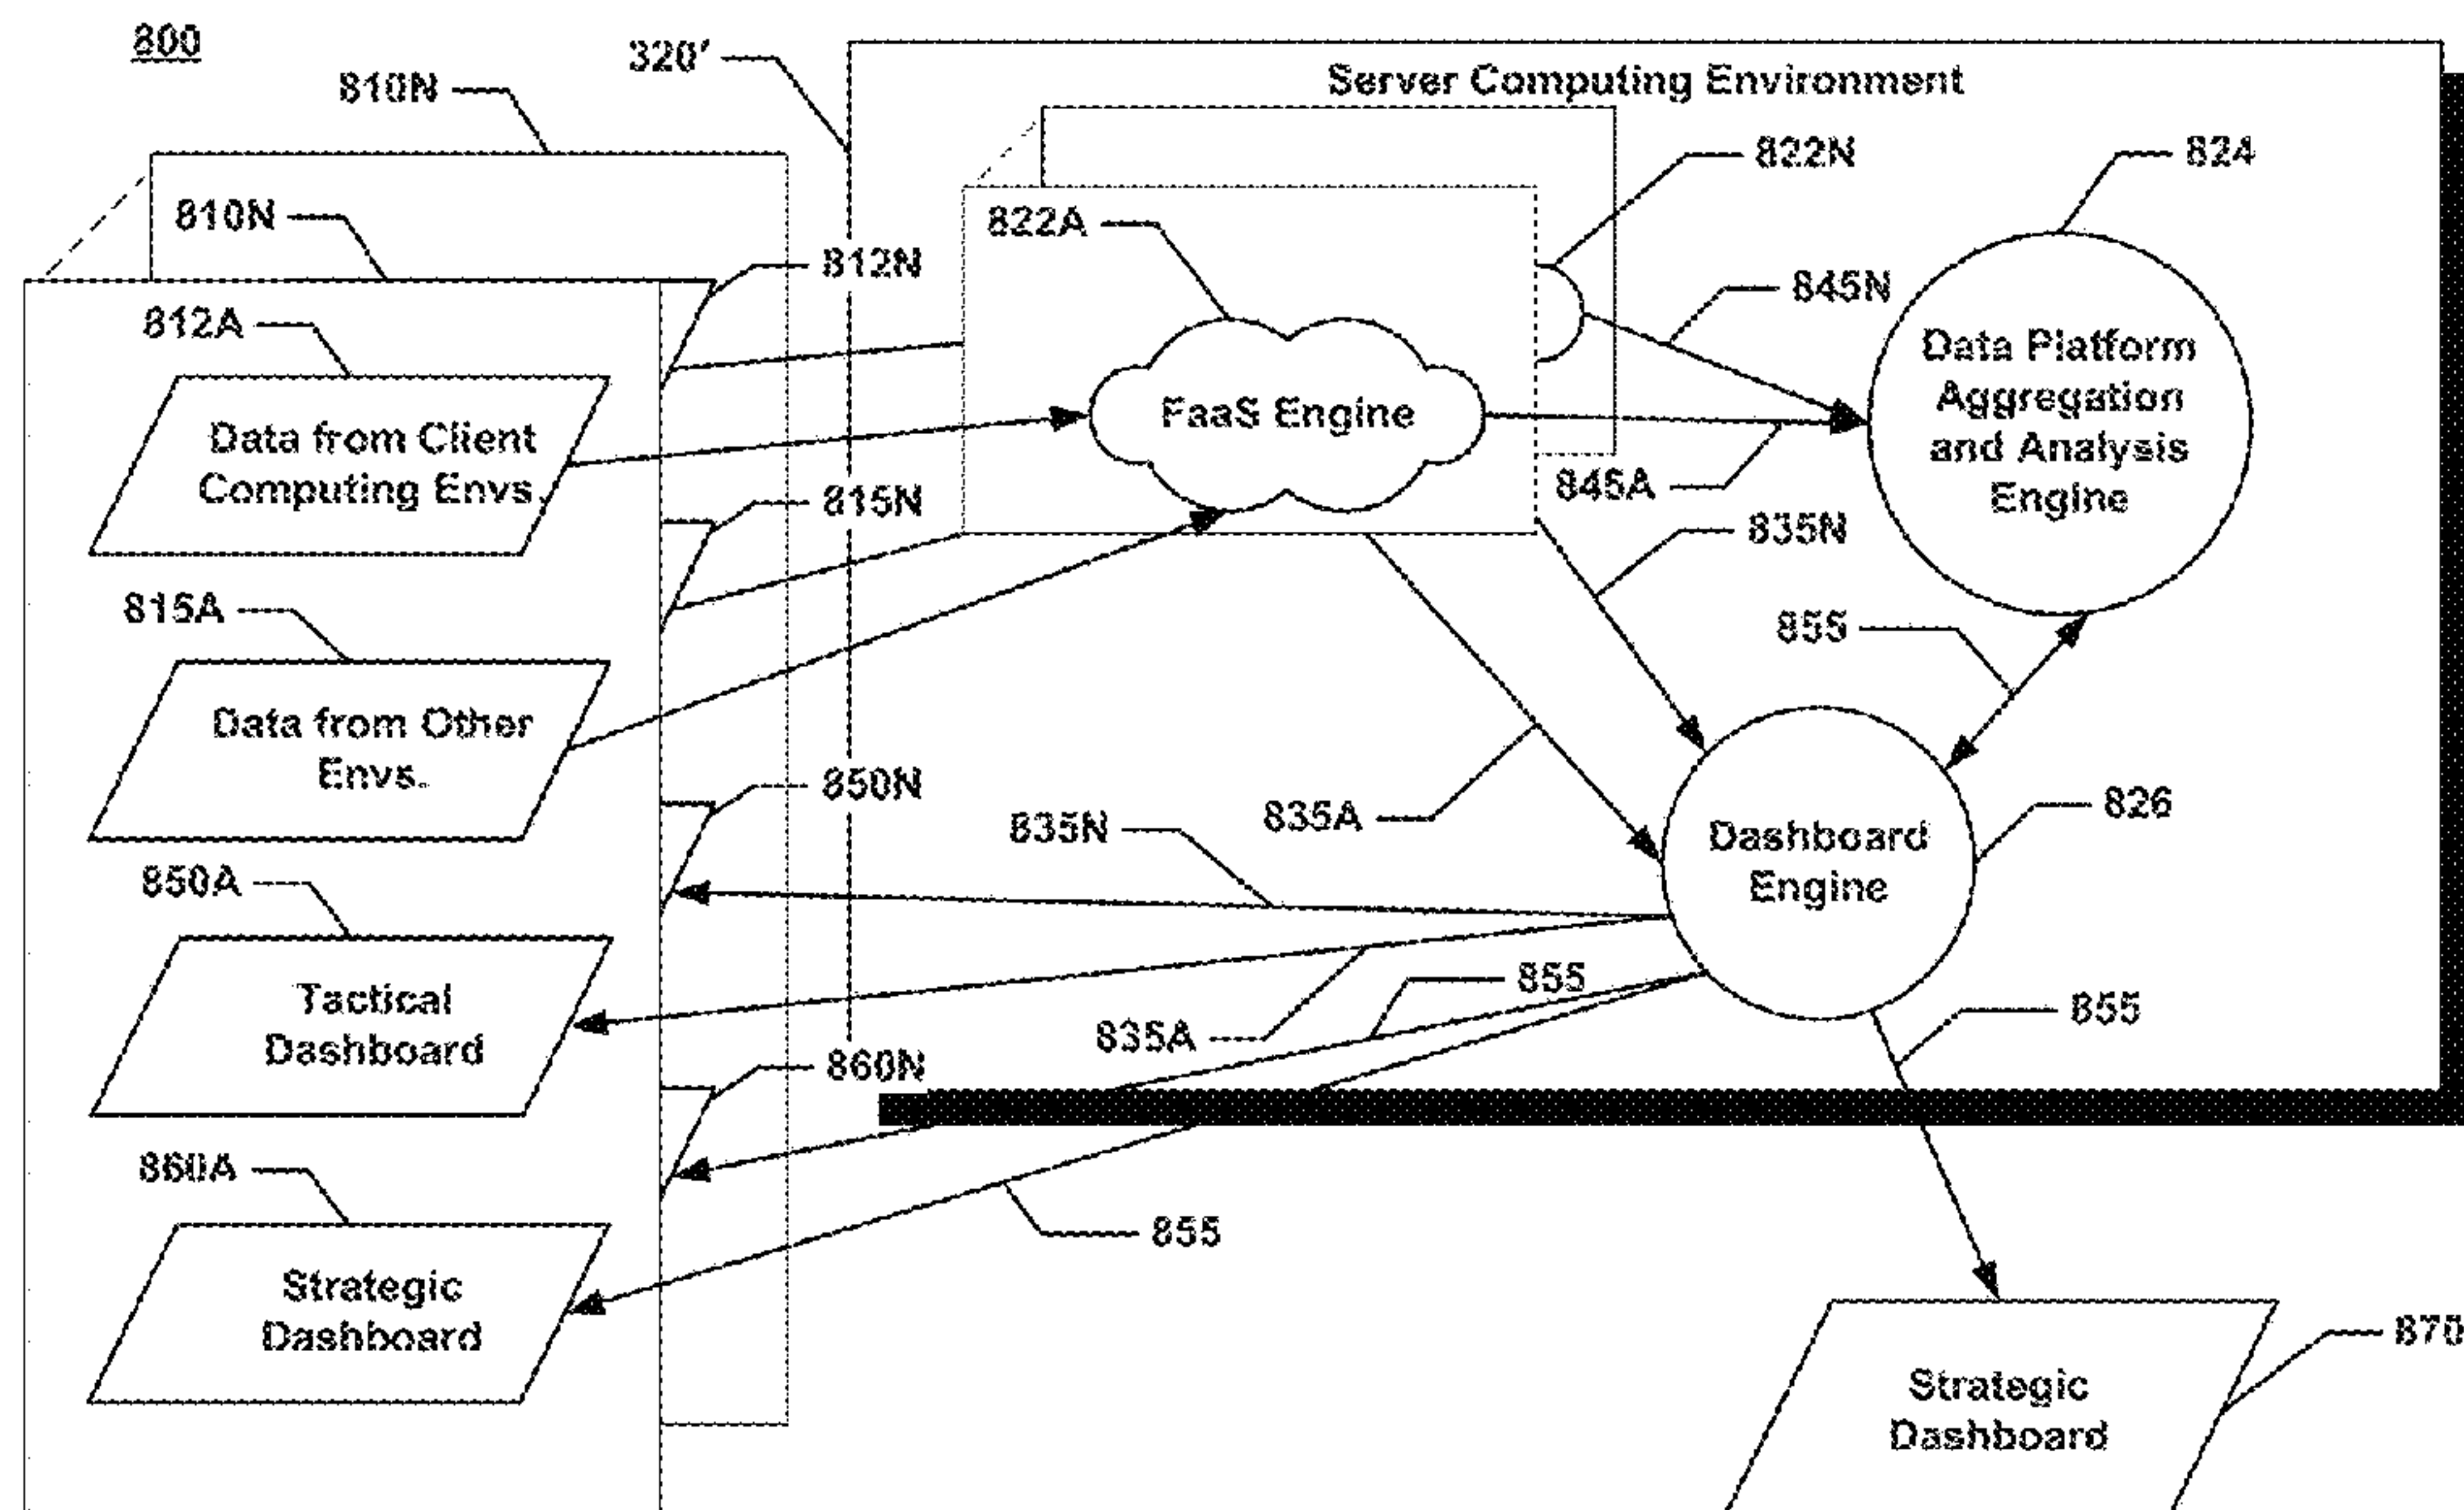 800
810N
320'
Server Computing Environment
822N
824
810N
822A
812N
845N
812A
Data Platform
Aggregation
and Analysis
Engine
FaaS Engine
Data from Client
Computing Envs.
815N
845A
835N
815A
855
Data from Other
Envs.
850N
835N
835A
826
Dashboard
Engine
850A
Tactical
Dashboard
855
835A
855
860N
860A
855
Strategic
Dashboard
870
Strategic
Dashboard